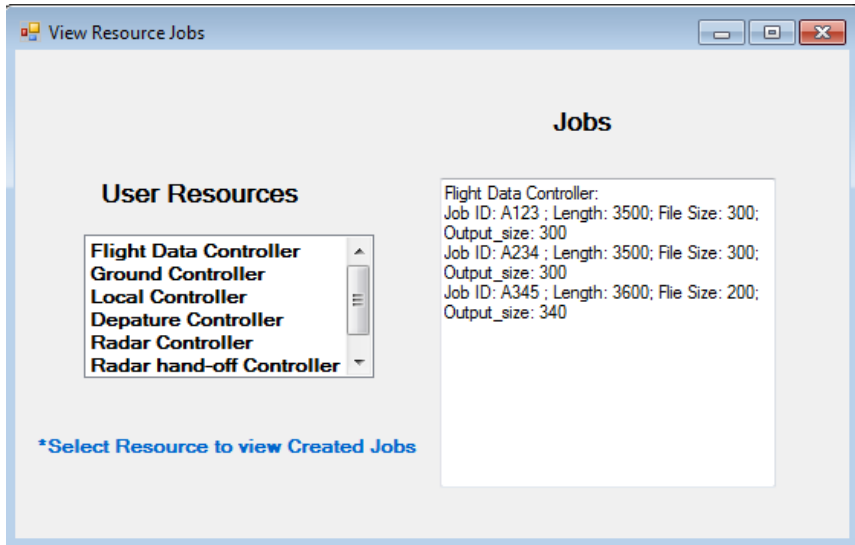 View Resource Jobs
Jobs
User Resources
Flight Data Controller
Ground Controller
Local Controller
Depature Controller
Radar Controller
Radar hand-off Controller
*Select Resource to view Created Jobs
Flight Data Controller:
Job ID: A123 ; Length: 3500; File Size: 300;
Output_size: 300
Job ID: A234 ; Length: 3500; File Size: 300;
Output_size: 300
Job ID: A345 ; Length: 3600; Flie Size: 200;
Output_size: 340